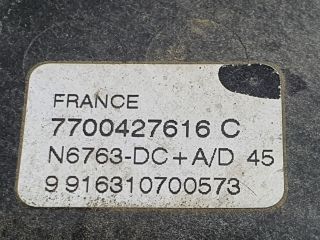 FRANCE
7700427616 C
N6763-DC+A/D 45
9 916310700573